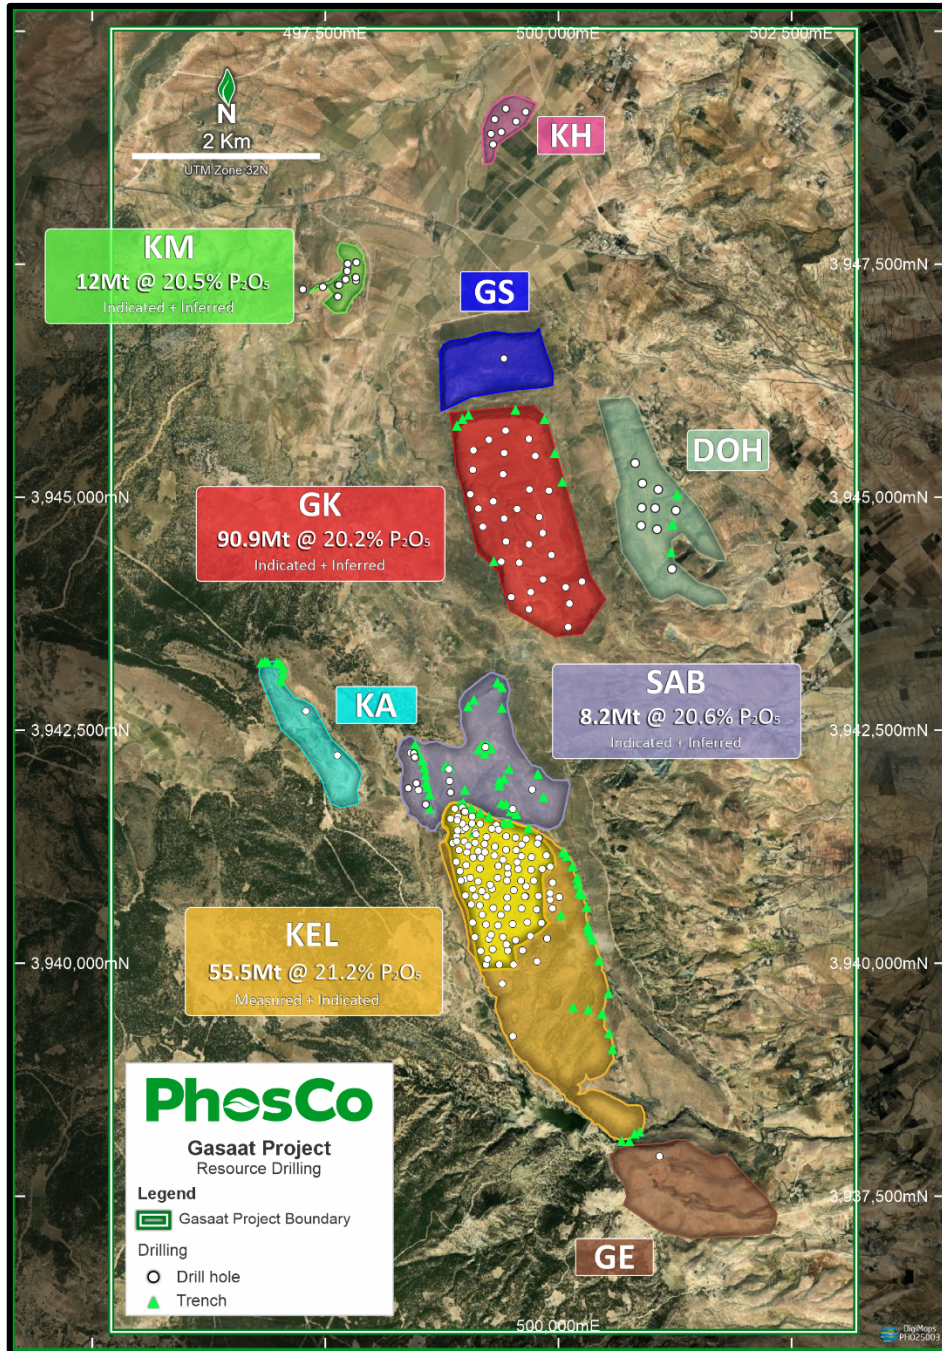 497,500mE
500,000mE
502,500mE
N
2 Km
UTM Zone 32N
KH
KM
12Mt @ 20.5% P₂O₅
Indicated + Inferred
3,947,500mN
GS
DOH
3,945,000mN
GK
90.9Mt @ 20.2% P₂O₅
Indicated + Inferred
KA
SAB
8.2Mt @ 20.6% P₂O₅
Indicated + Inferred
3,942,500mN
3,942,500mN
KEL
55.5Mt @ 21.2% P₂O₅
Measured + Indicated
3,940,000mN
3,940,000mN
PhosCo
Gasaat Project
Resource Drilling
Legend
Gasaat Project Boundary
Drilling
Drill hole
Trench
3,937,500mN
GE
500,000mE
DigiMaps
PHO25003